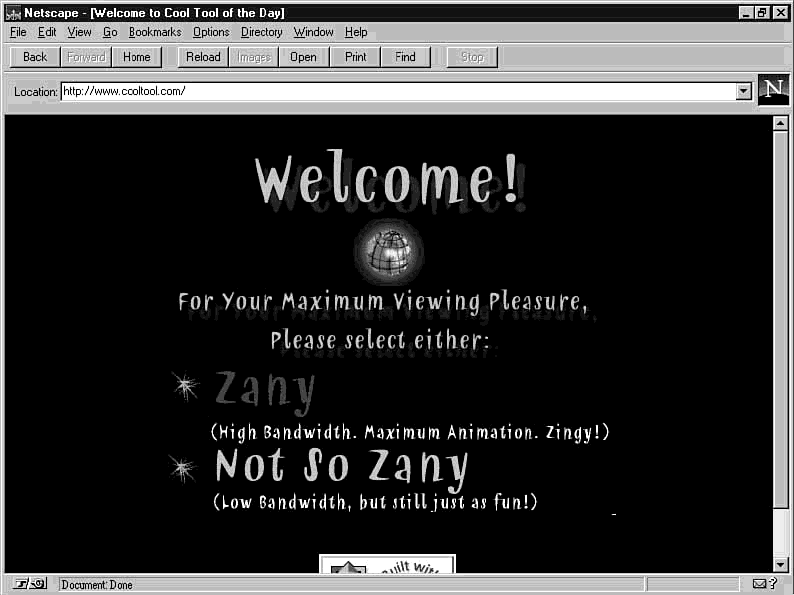 Netscape - [Welcome to Cool Tool of the Day]
File Edit View Go Bookmarks Options Directory Window Help
Back Forward Home Reload Images Open Print Find Stop
Location: http://www.cooltool.com/
N
Welcome!
For Your Maximum Viewing Pleasure,
Please select either:
Zany
(High Bandwidth. Maximum Animation. Zingy!)
Not So Zany
(Low Bandwidth, but still just as fun!)
uilt with
Document: Done
?